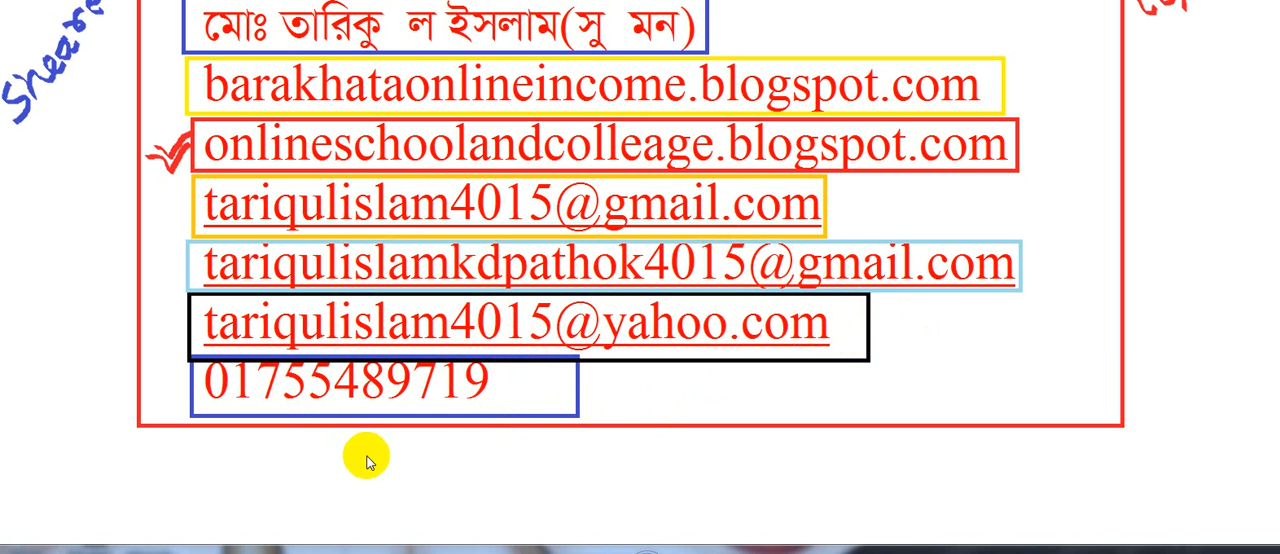 মোঃ তারিকু ল ইসলাম(সু মন)
barakhataonlineincome.blogspot.com
onlineschoolandcolleage.blogspot.com
tariqulislam4015@gmail.com
tariqulislamkdpathok4015@gmail.com
tariqulislam4015@yahoo.com
01755489719